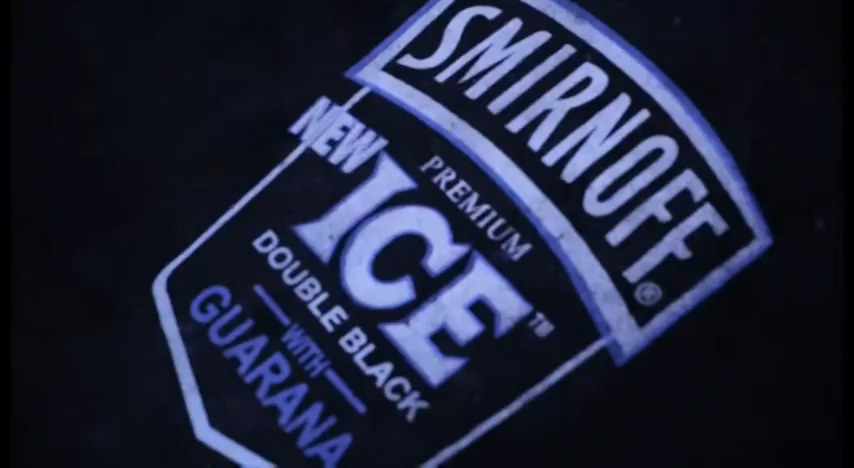 SMIRNOFF®
NEW
PREMIUM
ICE™
DOUBLE BLACK
WITH
GUARANA